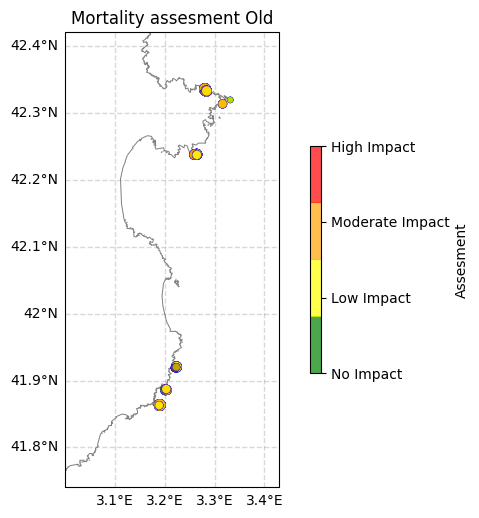 Mortality assesment Old
42.4°N
42.3°N
42.2°N
42.1°N
42°N
41.9°N
41.8°N
3.1°E 3.2°E 3.3°E 3.4°E
High Impact
Moderate Impact
Low Impact
No Impact
Assesment